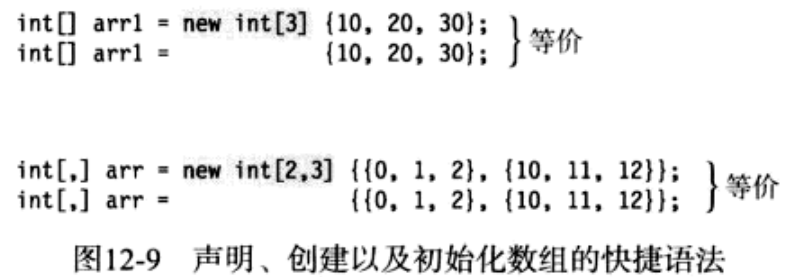 int[] arr1 = new int[3] {10, 20, 30};
int[] arr1 = {10, 20, 30};
等价
int[,] arr = new int[2,3] {{0, 1, 2}, {10, 11, 12}};
int[,] arr = {{0, 1, 2}, {10, 11, 12}};
等价
图12-9 声明、创建以及初始化数组的快捷语法